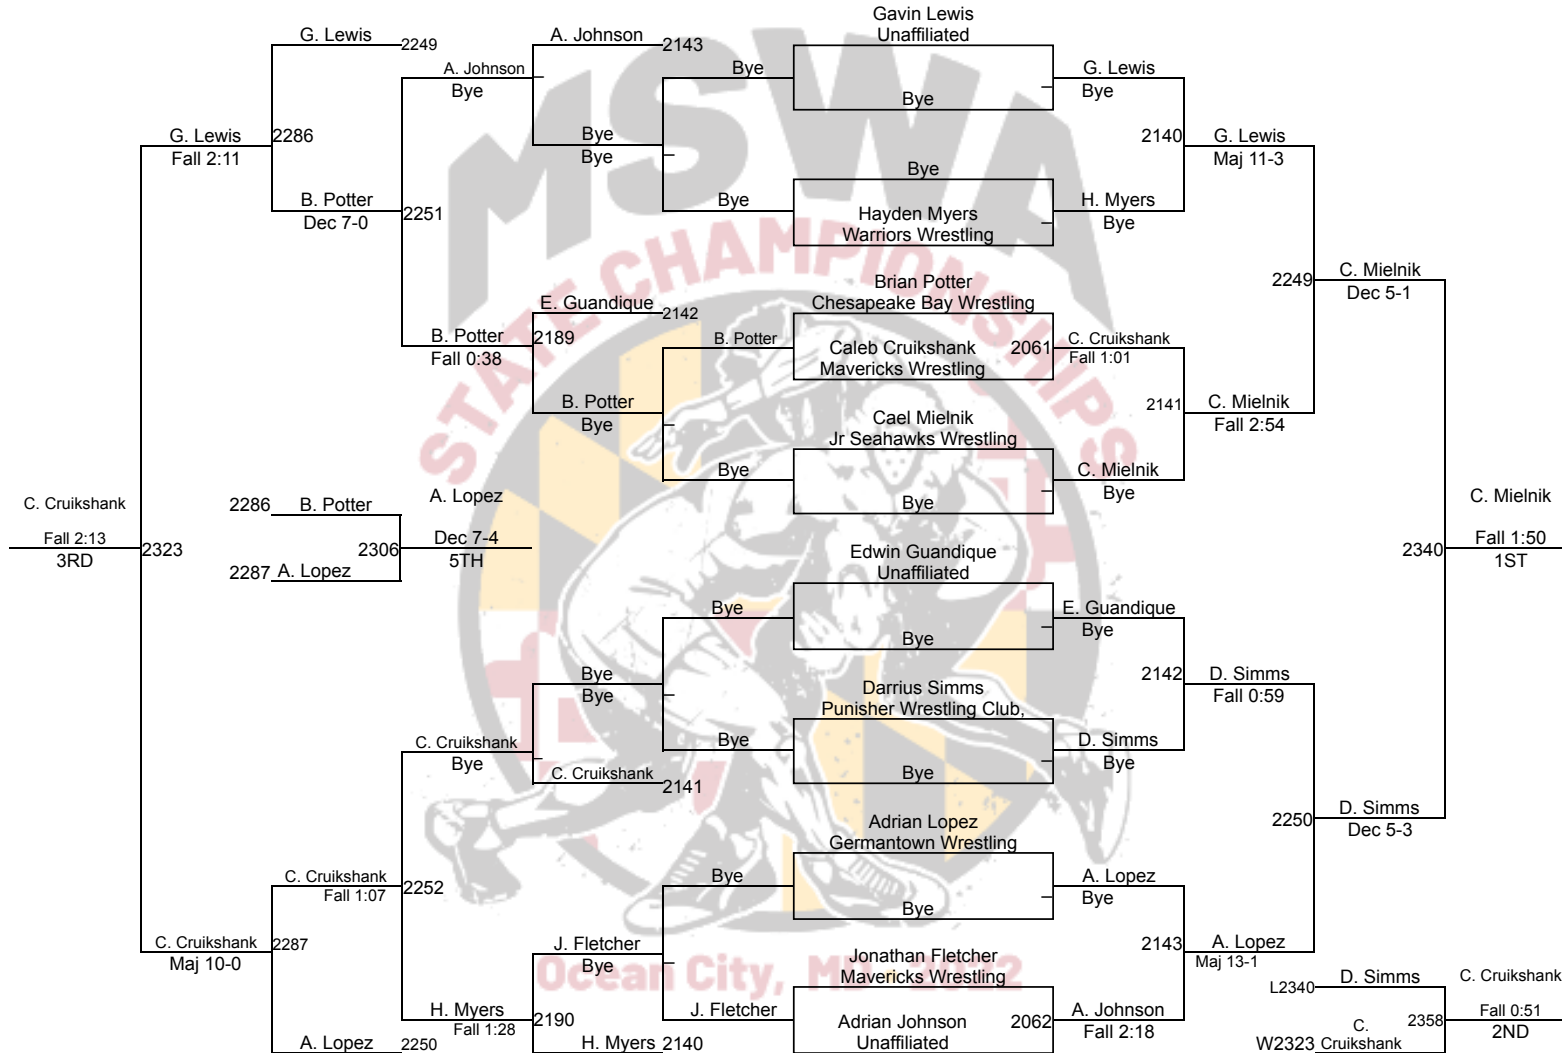 Gavin Lewis
Unaffiliated
G. Lewis
2249
A. Johnson
2143
A. Johnson
Bye
Bye
Bye
G. Lewis
Bye
G. Lewis
Fall 2:11
2286
Bye
Bye
2140
G. Lewis
Maj 11-3
Bye
B. Potter
Dec 7-0
2251
Bye
Hayden Myers
Warriors Wrestling
H. Myers
Bye
MSWA
STATE CHAMPIONSHIPS
2249
C. Mielnik
Dec 5-1
Brian Potter
Chesapeake Bay Wrestling
E. Guandique
2142
B. Potter
Fall 0:38
2189
B. Potter
Caleb Cruikshank
Mavericks Wrestling
2061
C. Cruikshank
Fall 1:01
B. Potter
Bye
2141
C. Mielnik
Fall 2:54
Cael Mielnik
Jr Seahawks Wrestling
Bye
Bye
C. Mielnik
Bye
C. Cruikshank
Fall 2:13
3RD
2323
2286
B. Potter
2287
A. Lopez
2306
A. Lopez
Dec 7-4
5TH
C. Mielnik
2340
Fall 1:50
1ST
Edwin Guandique
Unaffiliated
Bye
Bye
E. Guandique
Bye
Bye
Bye
2142
D. Simms
Fall 0:59
Darrius Simms
Punisher Wrestling Club,
C. Cruikshank
Bye
Bye
Bye
D. Simms
Bye
C. Cruikshank
2141
2250
D. Simms
Dec 5-3
Adrian Lopez
Germantown Wrestling
C. Cruikshank
Fall 1:07
2252
Bye
Bye
A. Lopez
Bye
C. Cruikshank
Maj 10-0
2287
J. Fletcher
Bye
2143
A. Lopez
Maj 13-1
Jonathan Fletcher
Mavericks Wrestling
Ocean City, MD - 2022
H. Myers
Fall 1:28
2190
J. Fletcher
Adrian Johnson
Unaffiliated
2062
A. Johnson
Fall 2:18
A. Lopez
2250
H. Myers
2140
L2340
D. Simms
W2323
C.
Cruikshank
2358
C. Cruikshank
Fall 0:51
2ND